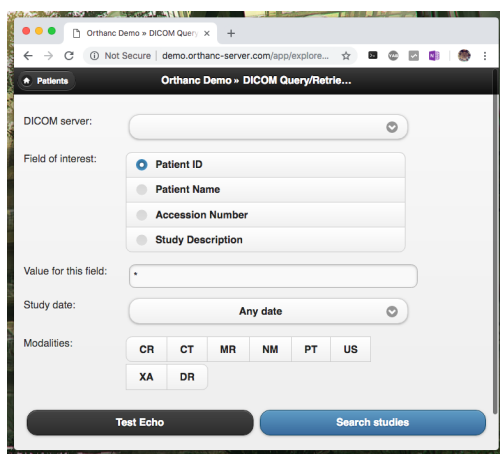 Orthanc Demo » DICOM Query
Not Secure | demo.orthanc-server.com/app/explore...
Patients
Orthanc Demo » DICOM Query/Retrie...
DICOM server:
Field of interest:
Patient ID
Patient Name
Accession Number
Study Description
Value for this field:
*
Study date:
Any date
Modalities:
CR CT MR NM PT US
XA DR
Test Echo
Search studies